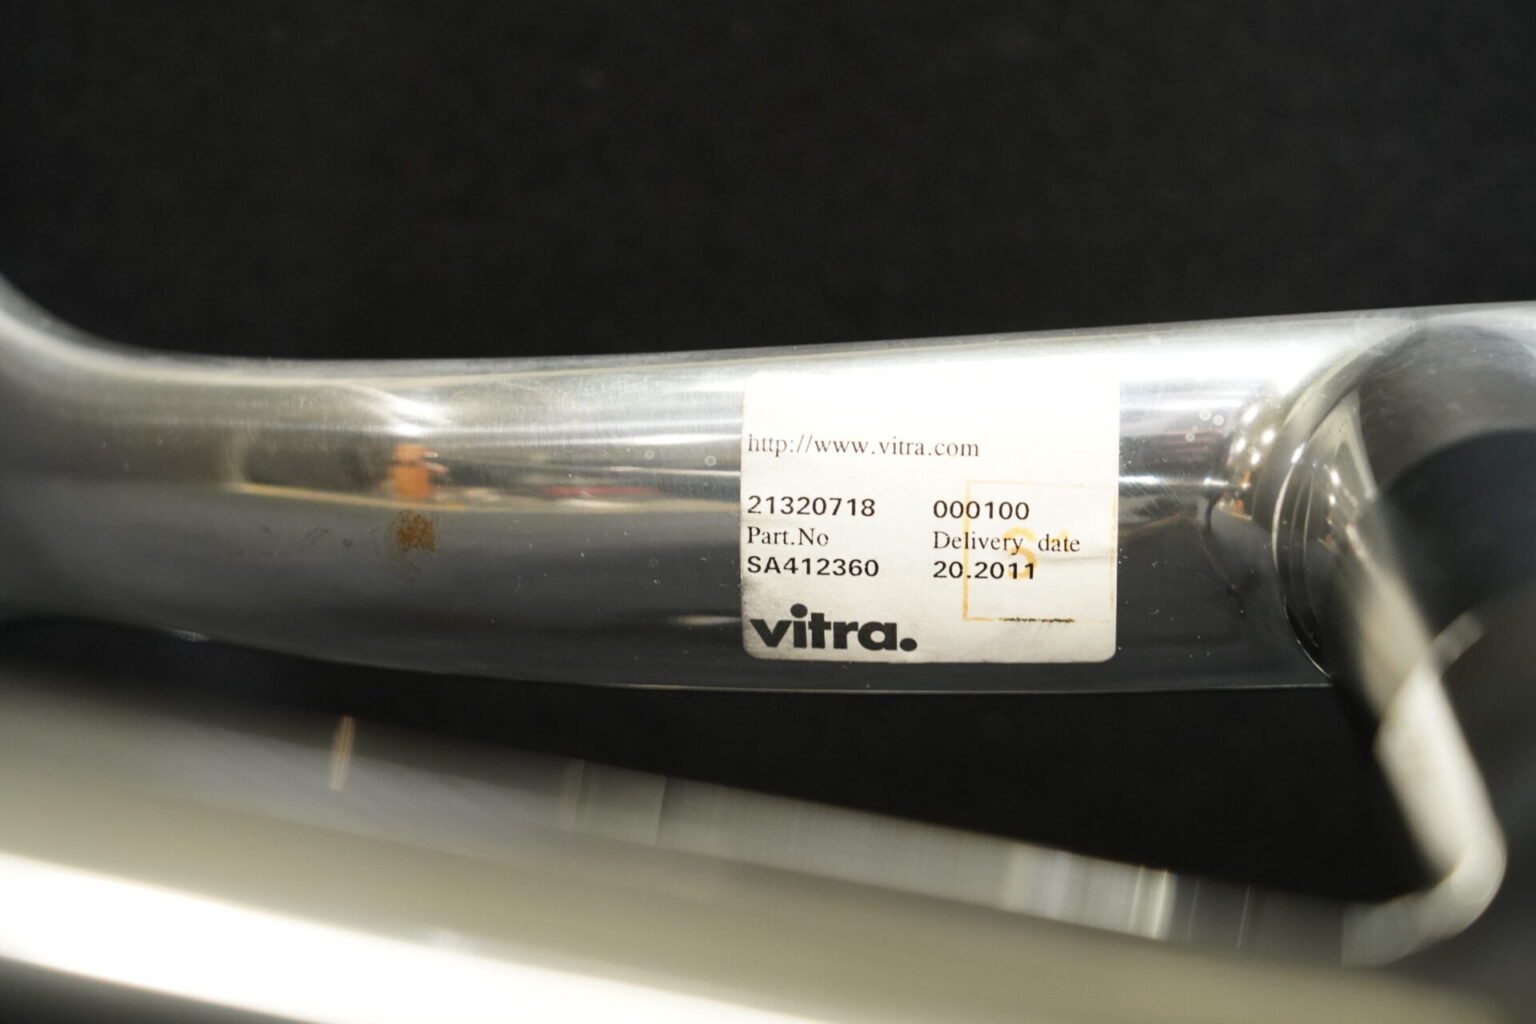 http://www.vitra.com
21320718 000100
Part.No Delivery date
SA412360 20.2011
vitra.